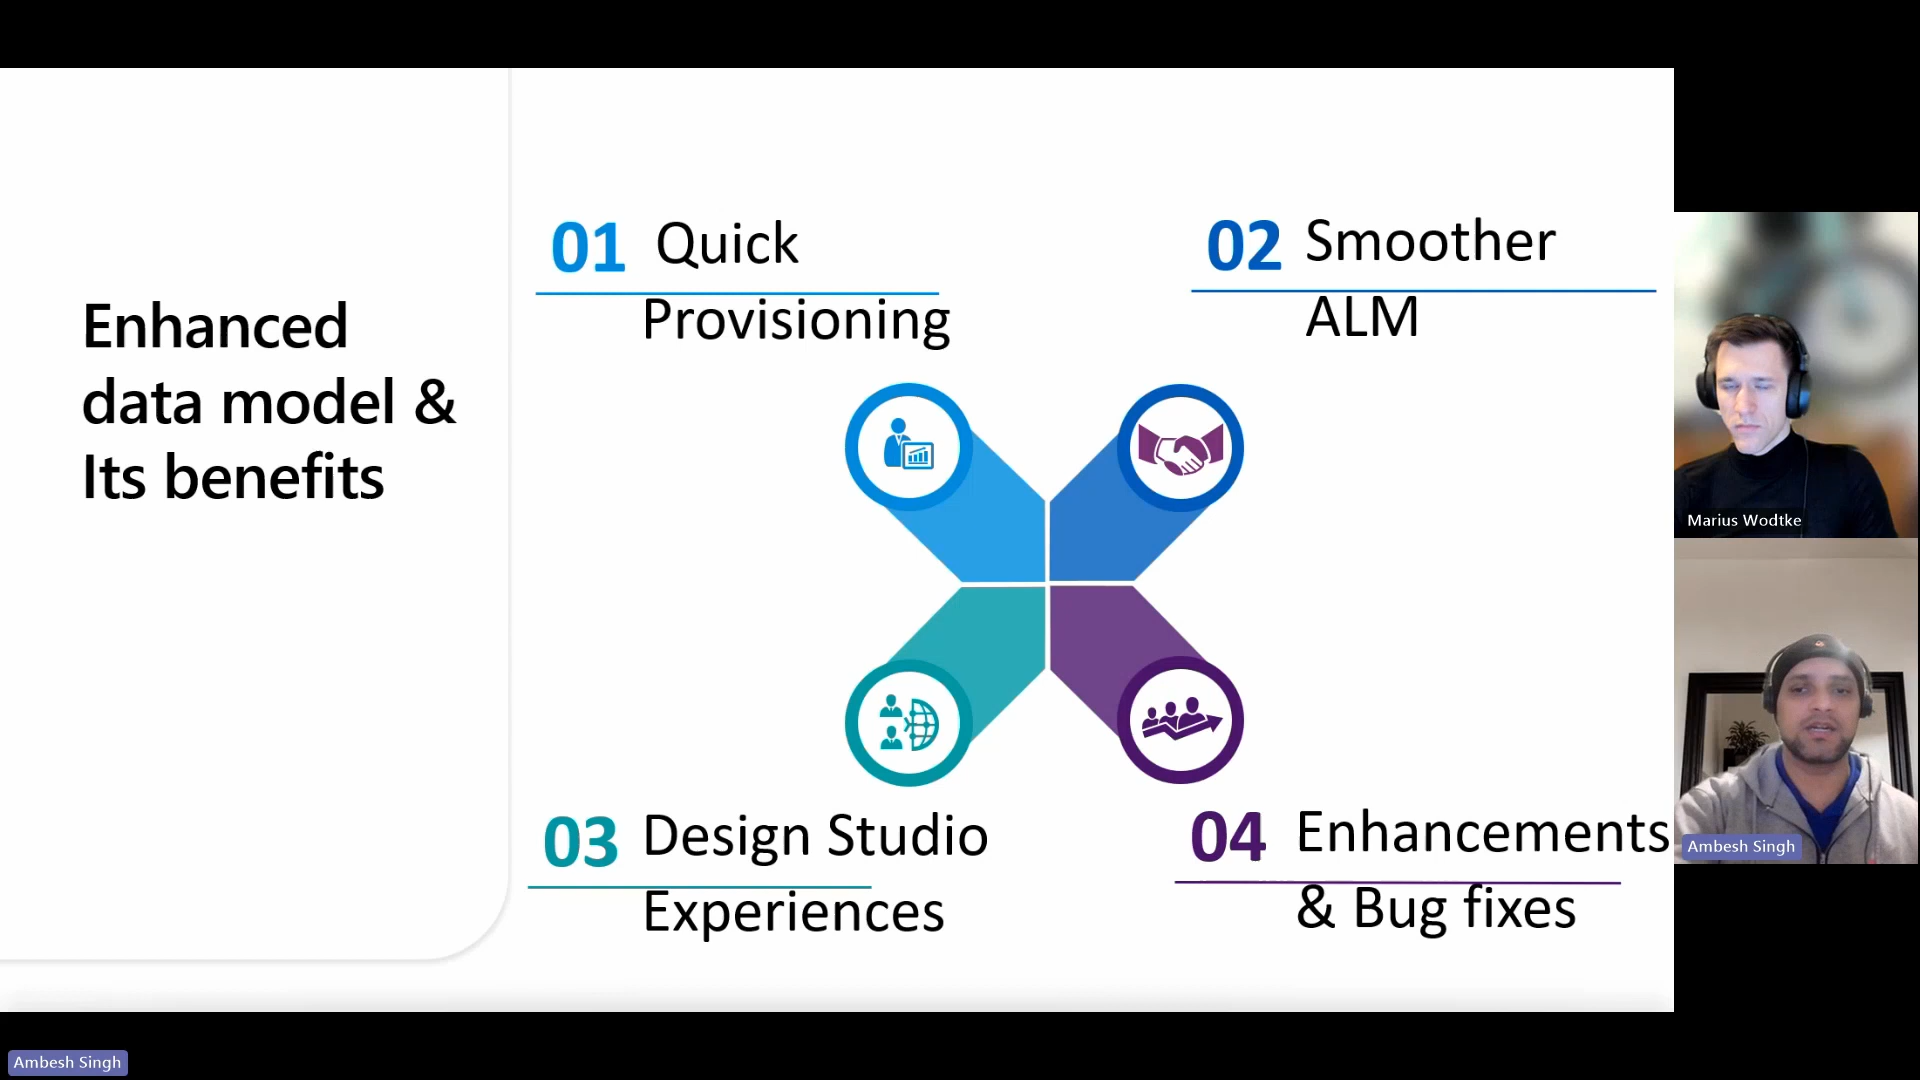 Enhanced
data model &
Its benefits
01 Quick
Provisioning
02 Smoother
ALM
03 Design Studio
Experiences
04 Enhancements
& Bug fixes
Marius Wodtke
Ambesh Singh
Ambesh Singh